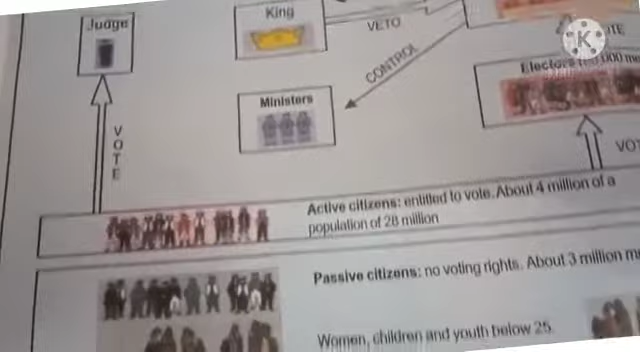 Judge
King
VETO
K
CONTROL
Ministers
Electors
VOTE
Active citizens: entitled to vote. About 4 million of a
population of 28 million
Passive citizens: no voting rights. About 3 million
Women, children and youth below 25.